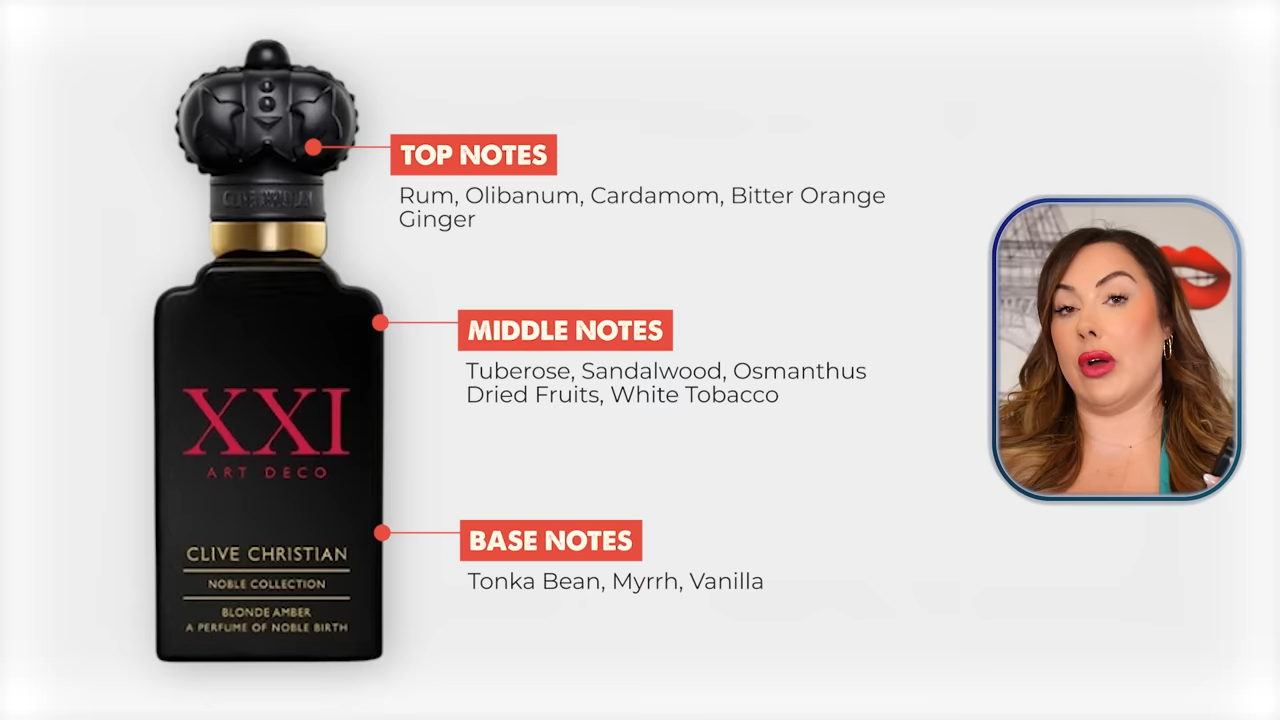 TOP NOTES
Rum, Olibanum, Cardamom, Bitter Orange
Ginger
MIDDLE NOTES
Tuberose, Sandalwood, Osmanthus
Dried Fruits, White Tobacco
XXI
ART DECO
BASE NOTES
Tonka Bean, Myrrh, Vanilla
CLIVE CHRISTIAN
NOBLE COLLECTION
BLONDE AMBER
A PERFUME OF NOBLE BIRTH